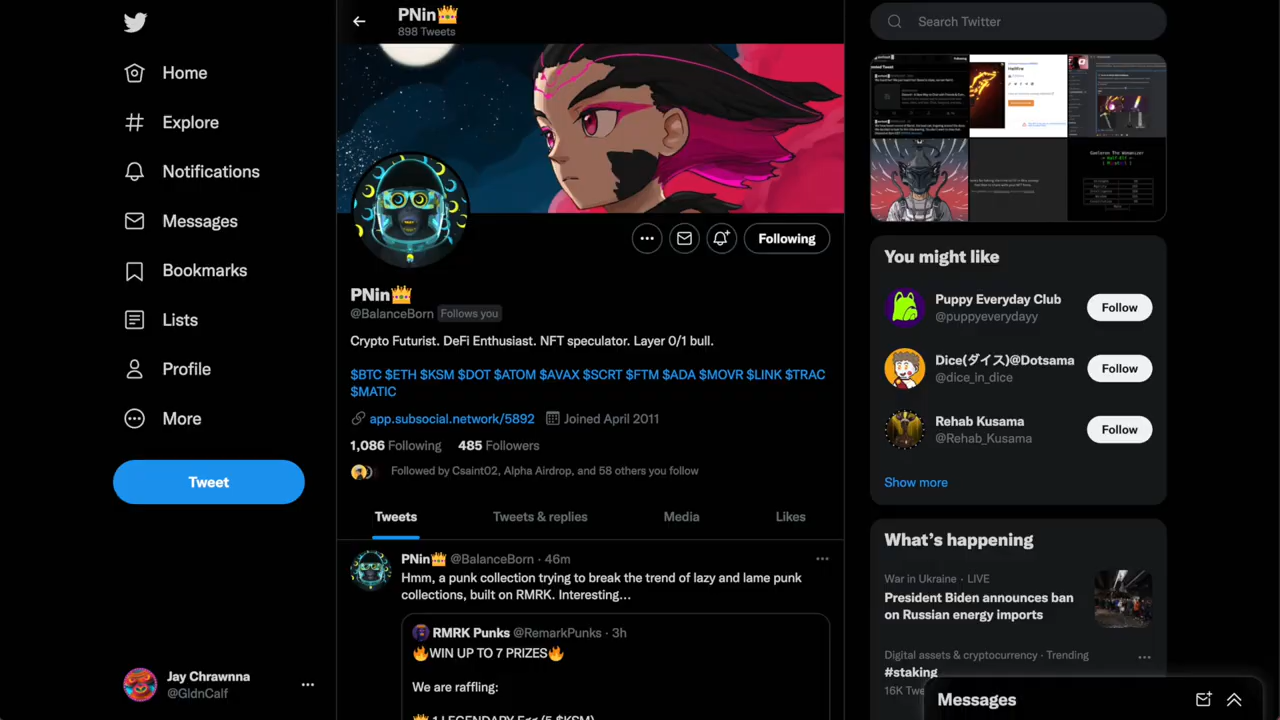 Home
Explore
Notifications
Messages
Bookmarks
Lists
Profile
More
Tweet
Jay Chrawnna
@GldnCalf
PNin👑
898 Tweets
Following
PNin👑
@BalanceBorn Follows you
Crypto Futurist. DeFi Enthusiast. NFT speculator. Layer 0/1 bull.
$BTC $ETH $KSM $DOT $ATOM $AVAX $SCRT $FTM $ADA $MOVR $LINK $TRAC
$MATIC
app.subsocial.network/5892 Joined April 2011
1,086 Following 485 Followers
Followed by Csaint02, Alpha Airdrop, and 58 others you follow
Tweets Tweets & replies Media Likes
PNin👑 @BalanceBorn · 46m
Hmm, a punk collection trying to break the trend of lazy and lame punk
collections, built on RMRK. Interesting...
RMRK Punks @RemarkPunks · 3h
🔥WIN UP TO 7 PRIZES🔥
We are raffling:
👑 1 LEGENDARY Egg (5 $KSM)
Search Twitter
You might like
Puppy Everyday Club
@puppyeverydayy
Follow
Dice(ダイス)@Dotsama
@dice_in_dice
Follow
Rehab Kusama
@Rehab_Kusama
Follow
Show more
What's happening
War in Ukraine · LIVE
President Biden announces ban
on Russian energy imports
Digital assets & cryptocurrency · Trending
#staking
16K Twe
Messages